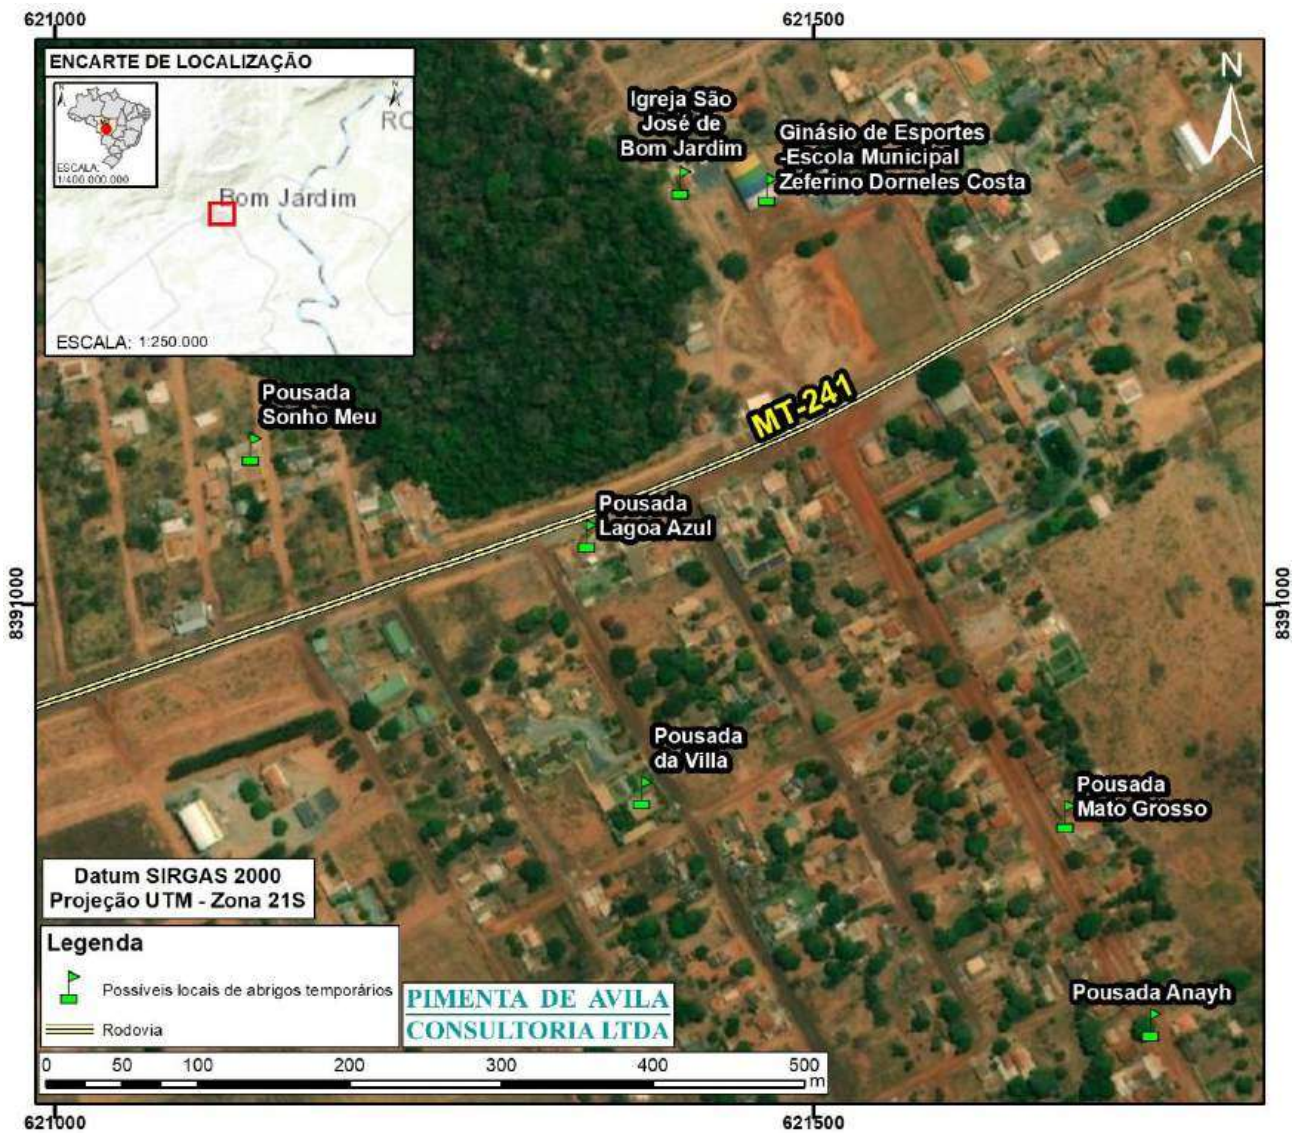 621000
621500
ENCARTE DE LOCALIZAÇÃO
N
N
RO
ESCALA:
1/400.000.000
Bom Jardim
ESCALA: 1:250.000
Igreja São
José de
Bom Jardim
Ginásio de Esportes
-Escola Municipal
Zeferino Dorneles Costa
N
Pousada
Sonho Meu
MT-241
Pousada
Lagoa Azul
8391000
8391000
Pousada
da Villa
Pousada
Mato Grosso
Datum SIRGAS 2000
Projeção UTM - Zona 21S
Legenda
Possíveis locais de abrigos temporários
Rodovia
PIMENTA DE AVILA
CONSULTORIA LTDA
Pousada Anayh
0 50 100 200 300 400 500
m
621000
621500